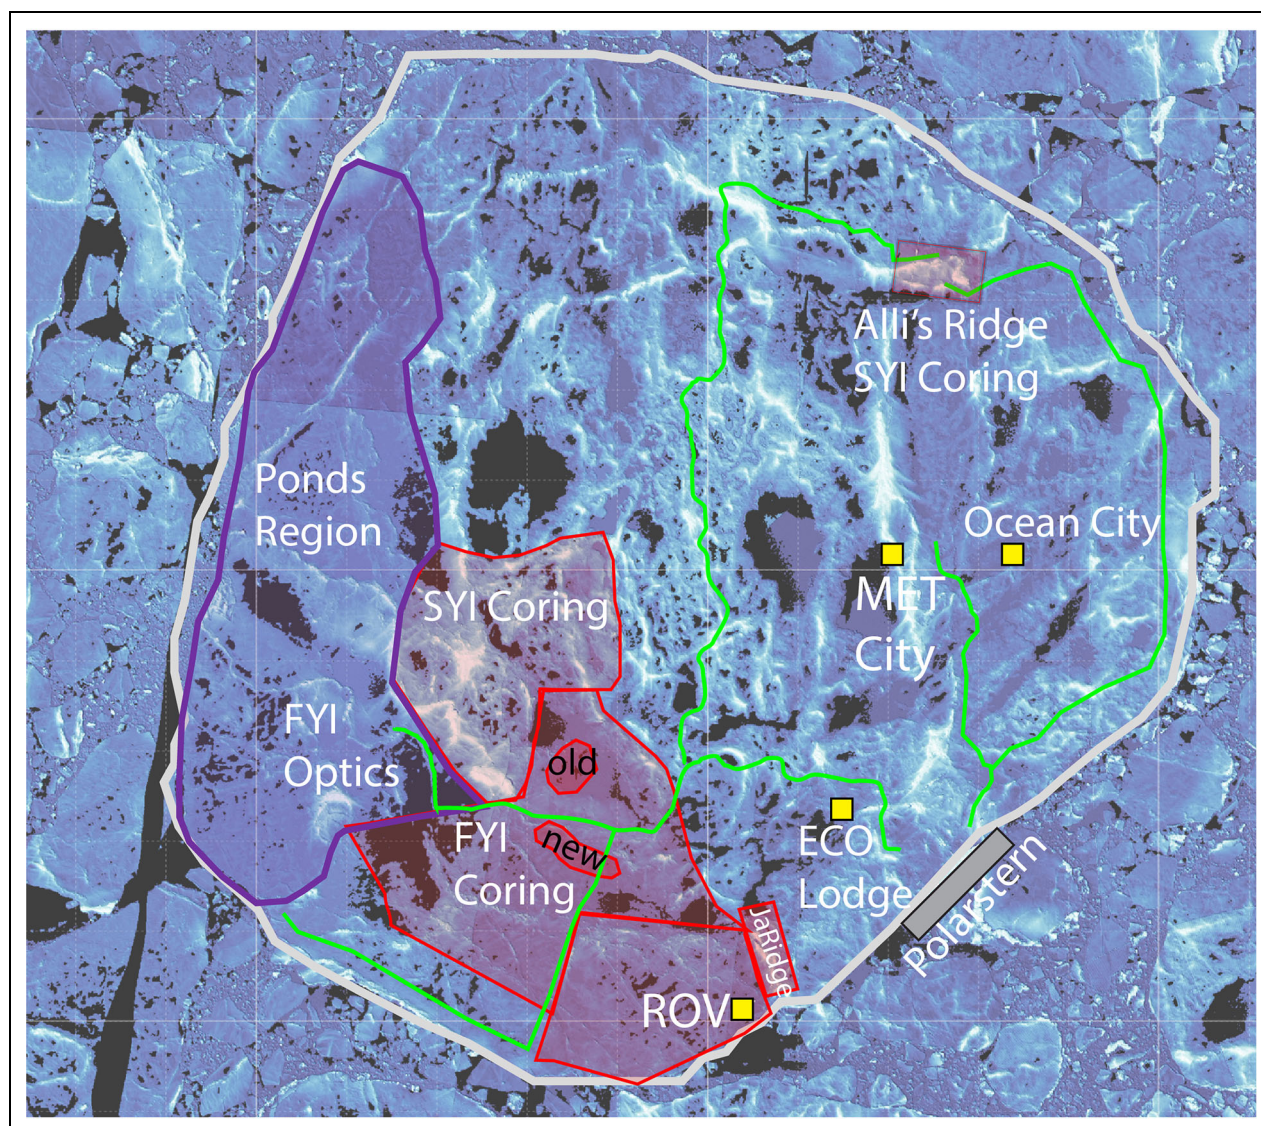 Alli's Ridge
SYI Coring
Ponds
Region
Ocean City
MET
City
SYI Coring
FYI
Optics
old
FYI
Coring
new
ECO
Lodge
Polarstern
JaRidge
ROV